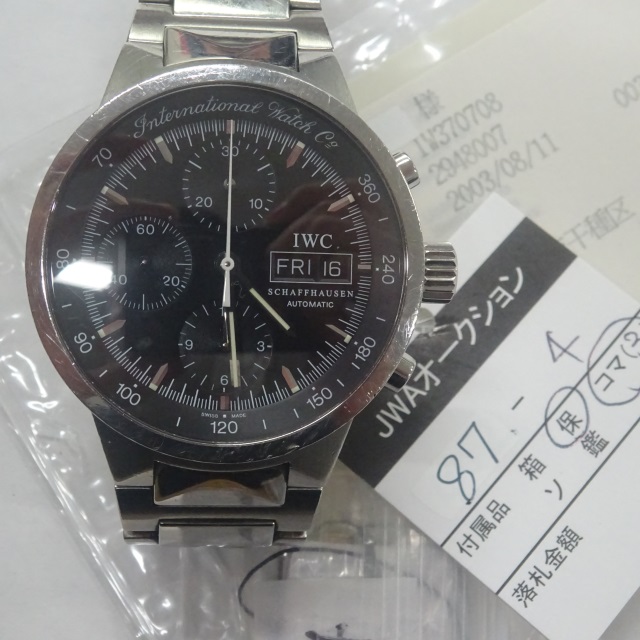 International Watch Co
70
360
80
240
90
180
100
150
120
30
20 10
60
40 20
IWC
FRI 16
SCHAFFHAUSEN
AUTOMATIC
9 3
6
SWISS MADE
様
IW370708
2948007
2003/08/11
千種区
JWAオークション
87-4
付属品 箱 保 コマ(
ソ 鑑
落札金額